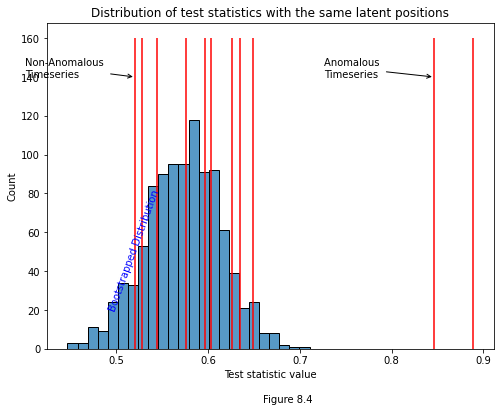 Distribution of test statistics with the same latent positions
160
140
120
100
80
60
40
20
0
Count
Non-Anomalous
Timeseries
Anomalous
Timeseries
Bootstrapped Distribution
0.5 0.6 0.7 0.8 0.9
Test statistic value
Figure 8.4